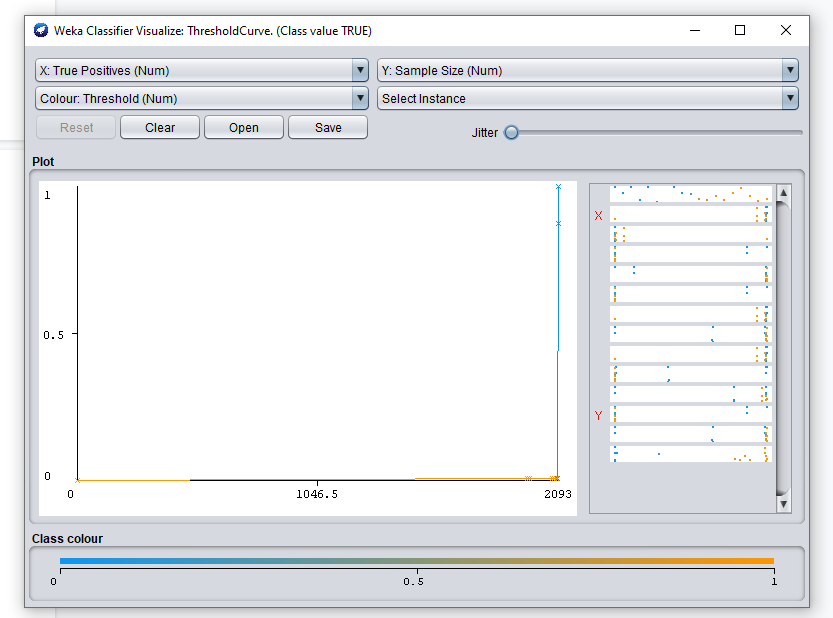 Weka Classifier Visualize: ThresholdCurve. (Class value TRUE)
X: True Positives (Num) Y: Sample Size (Num)
Colour: Threshold (Num) Select Instance
Reset Clear Open Save Jitter
Plot
1
X
0.5
Y
0
0 1046.5 2093
Class colour
0 0.5 1